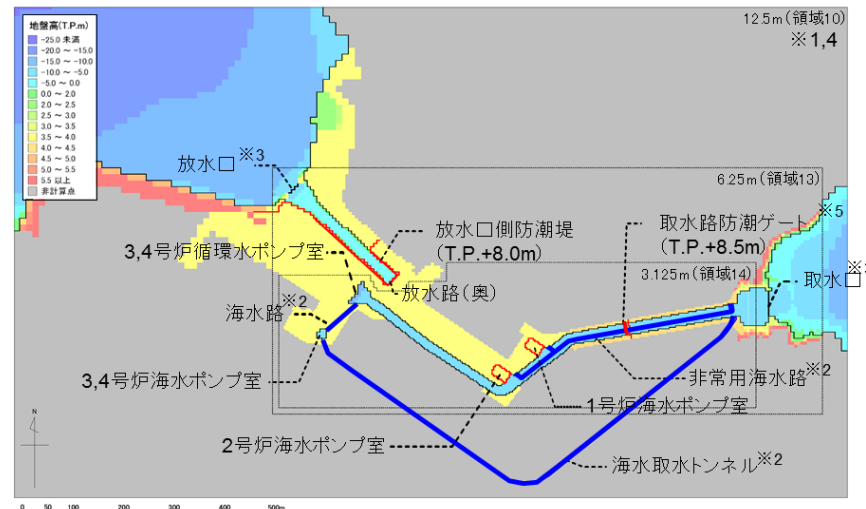 12.5m(領域10)
※1,4
地盤高(T.P.m)
-25.0 未満
-20.0 ～ -15.0
-15.0 ～ -10.0
-10.0 ～ -5.0
-5.0 ～ 0.0
0.0 ～ 2.0
2.0 ～ 2.5
2.5 ～ 3.0
3.0 ～ 3.5
3.5 ～ 4.0
4.0 ～ 4.5
4.5 ～ 5.0
5.0 ～ 5.5
5.5 以上
非計算点
放水口※3
6.25m(領域13)
放水口側防潮堤
(T.P.+8.0m)
取水路防潮ゲート※5
(T.P.+8.5m)
3,4号炉循環水ポンプ室
3.125m(領域14)
取水口
放水路(奥)
海水路※2
3,4号炉海水ポンプ室
非常用海水路※2
1号炉海水ポンプ室
2号炉海水ポンプ室
海水取水トンネル※2
N
0 50 100 200 300 400 500m